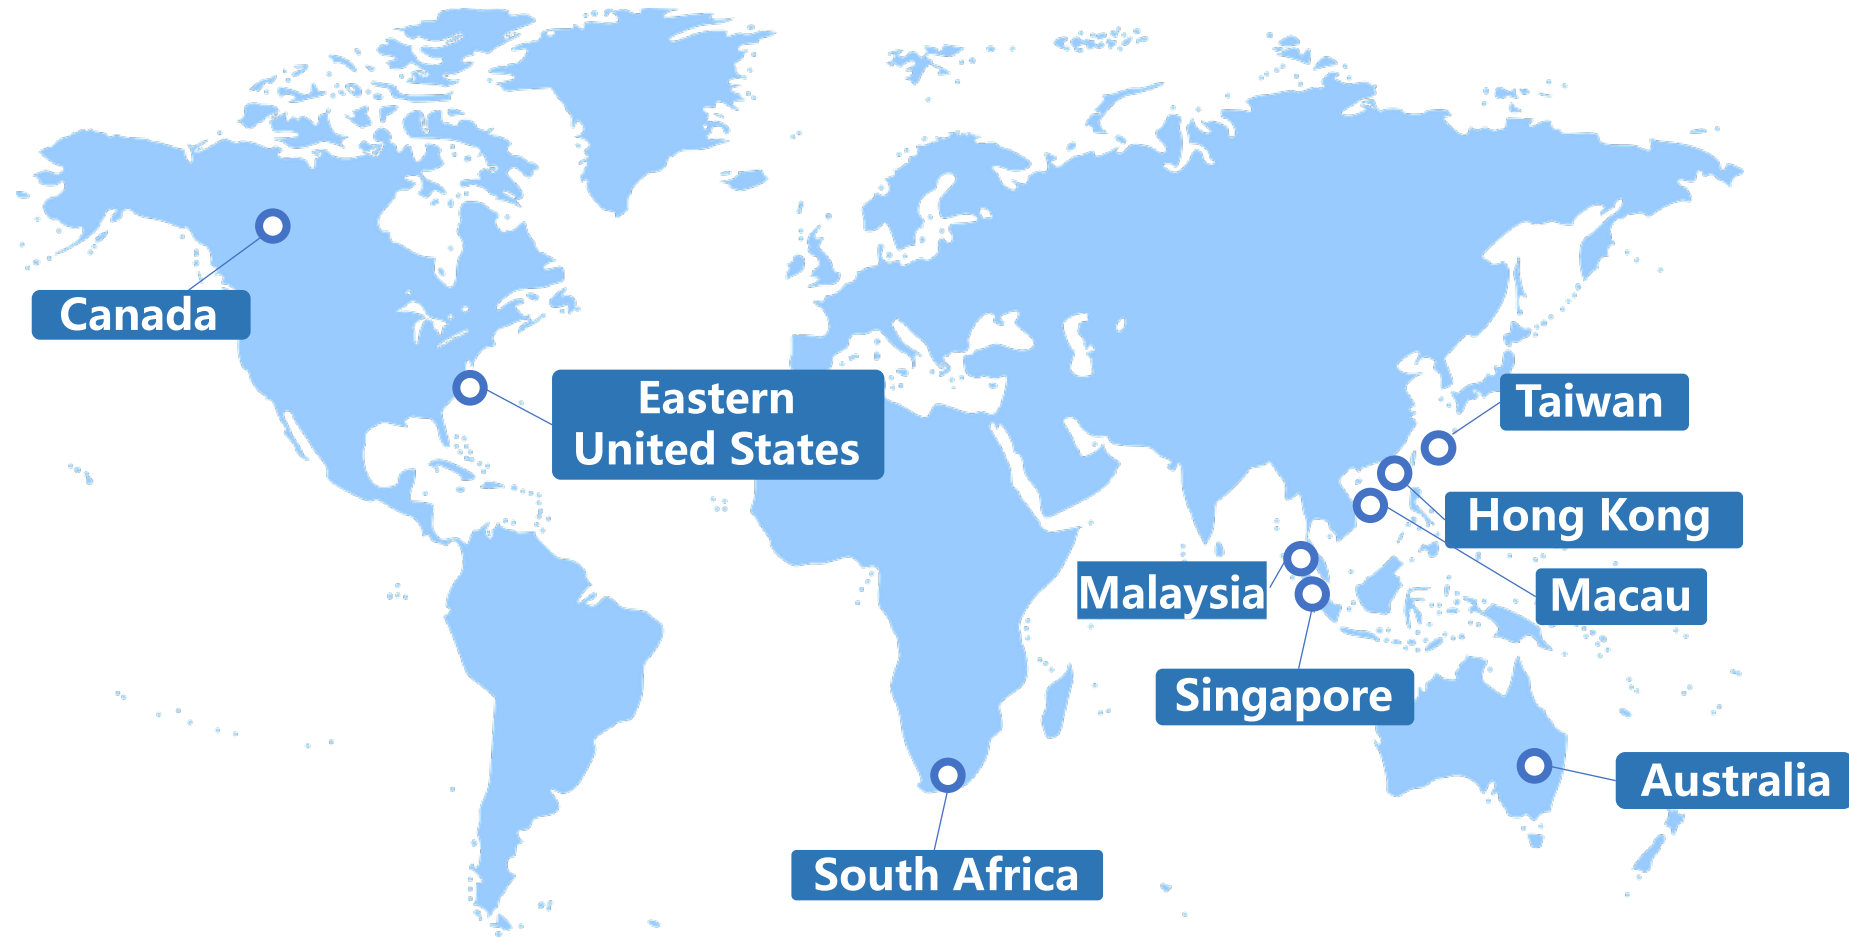 Canada
Eastern
United States
Taiwan
Hong Kong
Malaysia
Macau
Singapore
Australia
South Africa